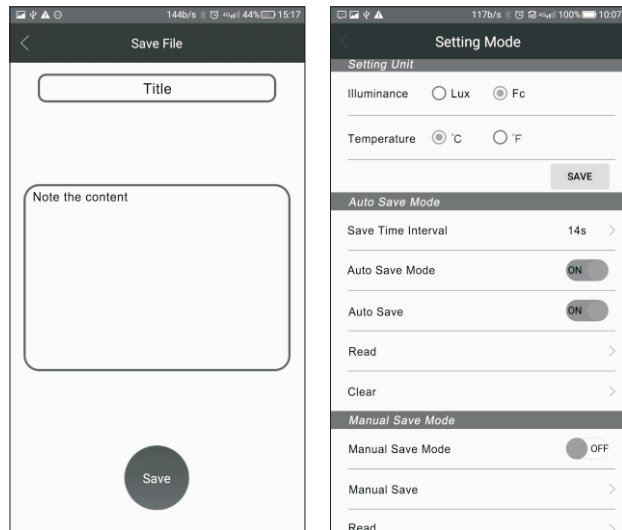 144b/s 4G 44% 15:17
Save File
Title
Note the content
Save
117b/s 4G 100% 10:07
Setting Mode
Setting Unit
Illuminance Lux Fc
Temperature °C °F
SAVE
Auto Save Mode
Save Time Interval 14s
Auto Save Mode ON
Auto Save ON
Read
Clear
Manual Save Mode
Manual Save Mode OFF
Manual Save
Read